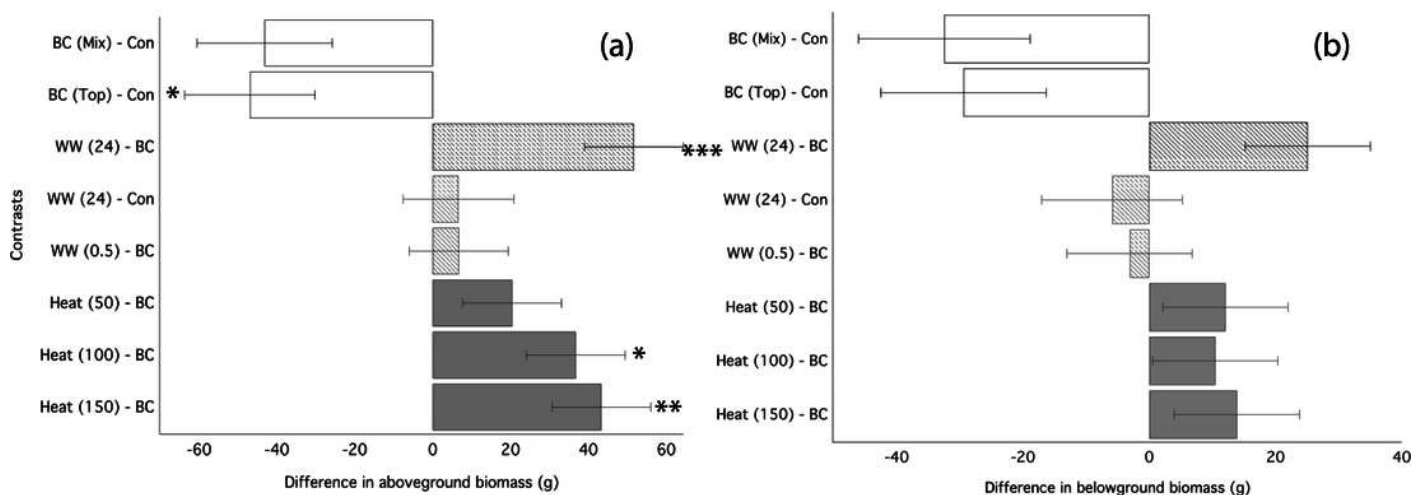 (a)
BC (Mix) - Con
BC (Top) - Con
*
WW (24) - BC
***
WW (24) - Con
WW (0.5) - BC
Heat (50) - BC
Heat (100) - BC
*
Heat (150) - BC
**
Contrasts
-60 -40 -20 0 20 40 60
Difference in aboveground biomass (g)
(b)
BC (Mix) - Con
BC (Top) - Con
WW (24) - BC
WW (24) - Con
WW (0.5) - BC
Heat (50) - BC
Heat (100) - BC
Heat (150) - BC
-40 -20 0 20 40
Difference in belowground biomass (g)